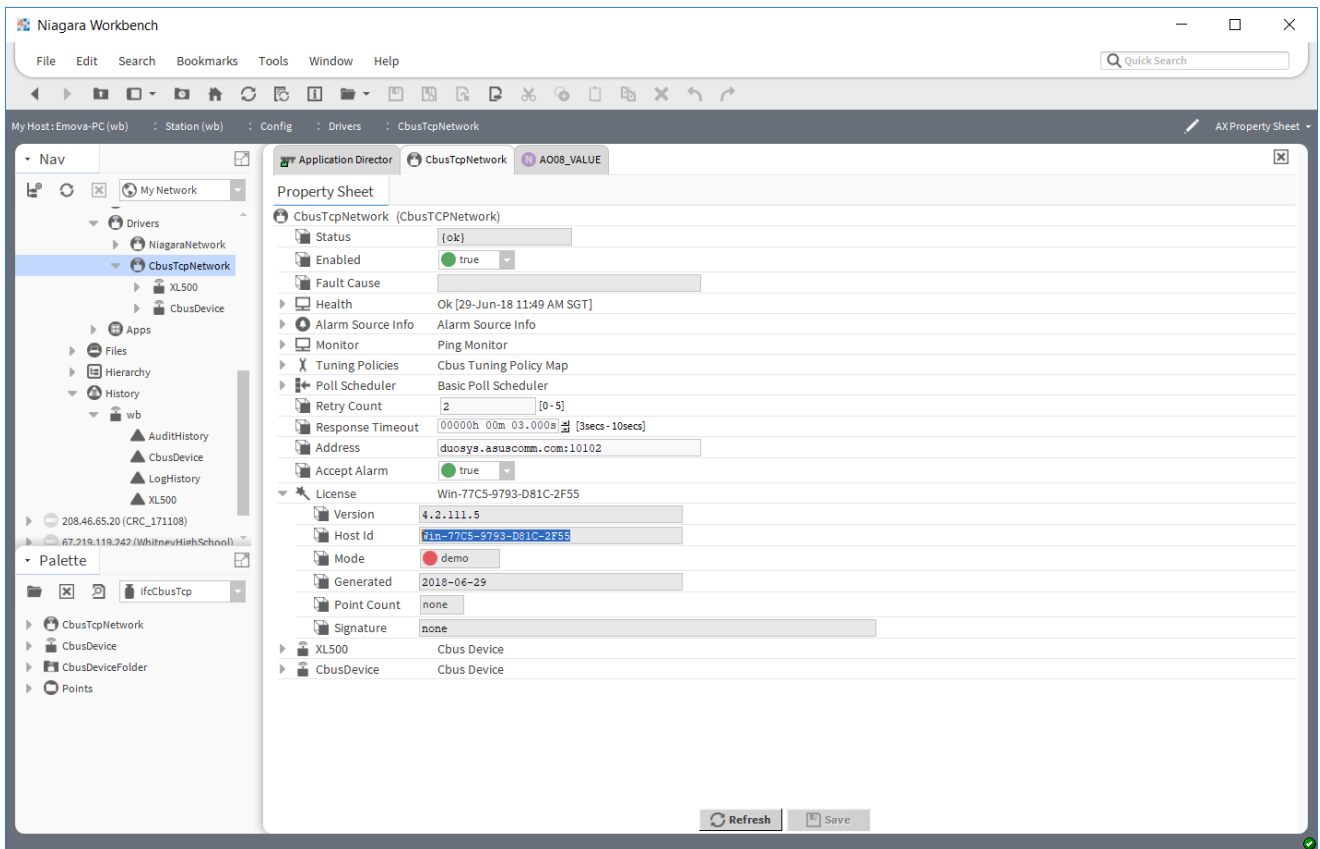 Niagara Workbench
File Edit Search Bookmarks Tools Window Help
Quick Search
My Host : Emova-PC (wb) : Station (wb) : Config : Drivers : CbusTcpNetwork
AX Property Sheet
Nav
My Network
Drivers
NiagaraNetwork
CbusTcpNetwork
XL500
CbusDevice
Apps
Files
Hierarchy
History
wb
AuditHistory
CbusDevice
LogHistory
XL500
208.46.65.20 (CRC_171108)
67.219.119.242 (WhitneyHighSchool)
Palette
ifcCbusTcp
CbusTcpNetwork
CbusDevice
CbusDeviceFolder
Points
Application Director CbusTcpNetwork N AO08_VALUE
Property Sheet
CbusTcpNetwork (CbusTCPNetwork)
Status {ok}
Enabled true
Fault Cause
Health Ok [29-Jun-18 11:49 AM SGT]
Alarm Source Info Alarm Source Info
Monitor Ping Monitor
Tuning Policies Cbus Tuning Policy Map
Poll Scheduler Basic Poll Scheduler
Retry Count 2 [0 - 5]
Response Timeout 00000h 00m 03.000s [3secs - 10secs]
Address duosys.asuscomm.com:10102
Accept Alarm true
License Win-77C5-9793-D81C-2F55
Version 4.2.111.5
Host Id Win-77C5-9793-D81C-2F55
Mode demo
Generated 2018-06-29
Point Count none
Signature none
XL500 Cbus Device
CbusDevice Cbus Device
Refresh Save